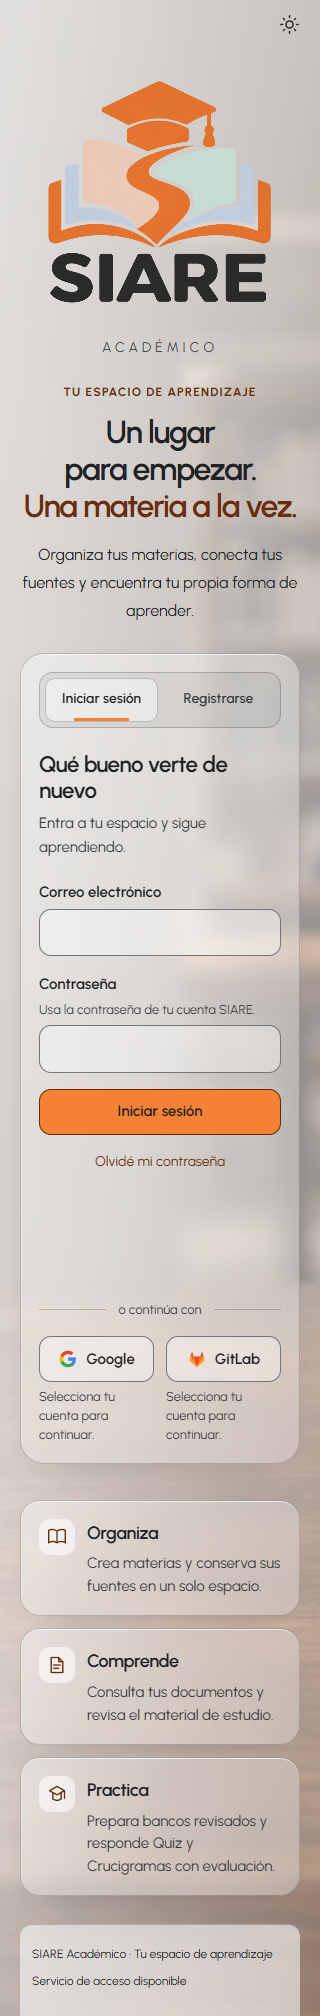 SIARE
ACADÉMICO
TU ESPACIO DE APRENDIZAJE
Un lugar
para empezar.
Una materia a la vez.
Organiza tus materias, conecta tus
fuentes y encuentra tu propia forma de
aprender.
Iniciar sesión
Registrarse
Qué bueno verte de
nuevo
Entra a tu espacio y sigue
aprendiendo.
Correo electrónico
Contraseña
Usa la contraseña de tu cuenta SIARE.
Iniciar sesión
Olvidé mi contraseña
o continúa con
Google
Selecciona tu
cuenta para
continuar.
GitLab
Selecciona tu
cuenta para
continuar.
Organiza
Crea materias y conserva sus
fuentes en un solo espacio.
Comprende
Consulta tus documentos y
revisa el material de estudio.
Practica
Prepara bancos revisados y
responde Quiz y
Crucigramas con evaluación.
SIARE Académico · Tu espacio de aprendizaje
Servicio de acceso disponible